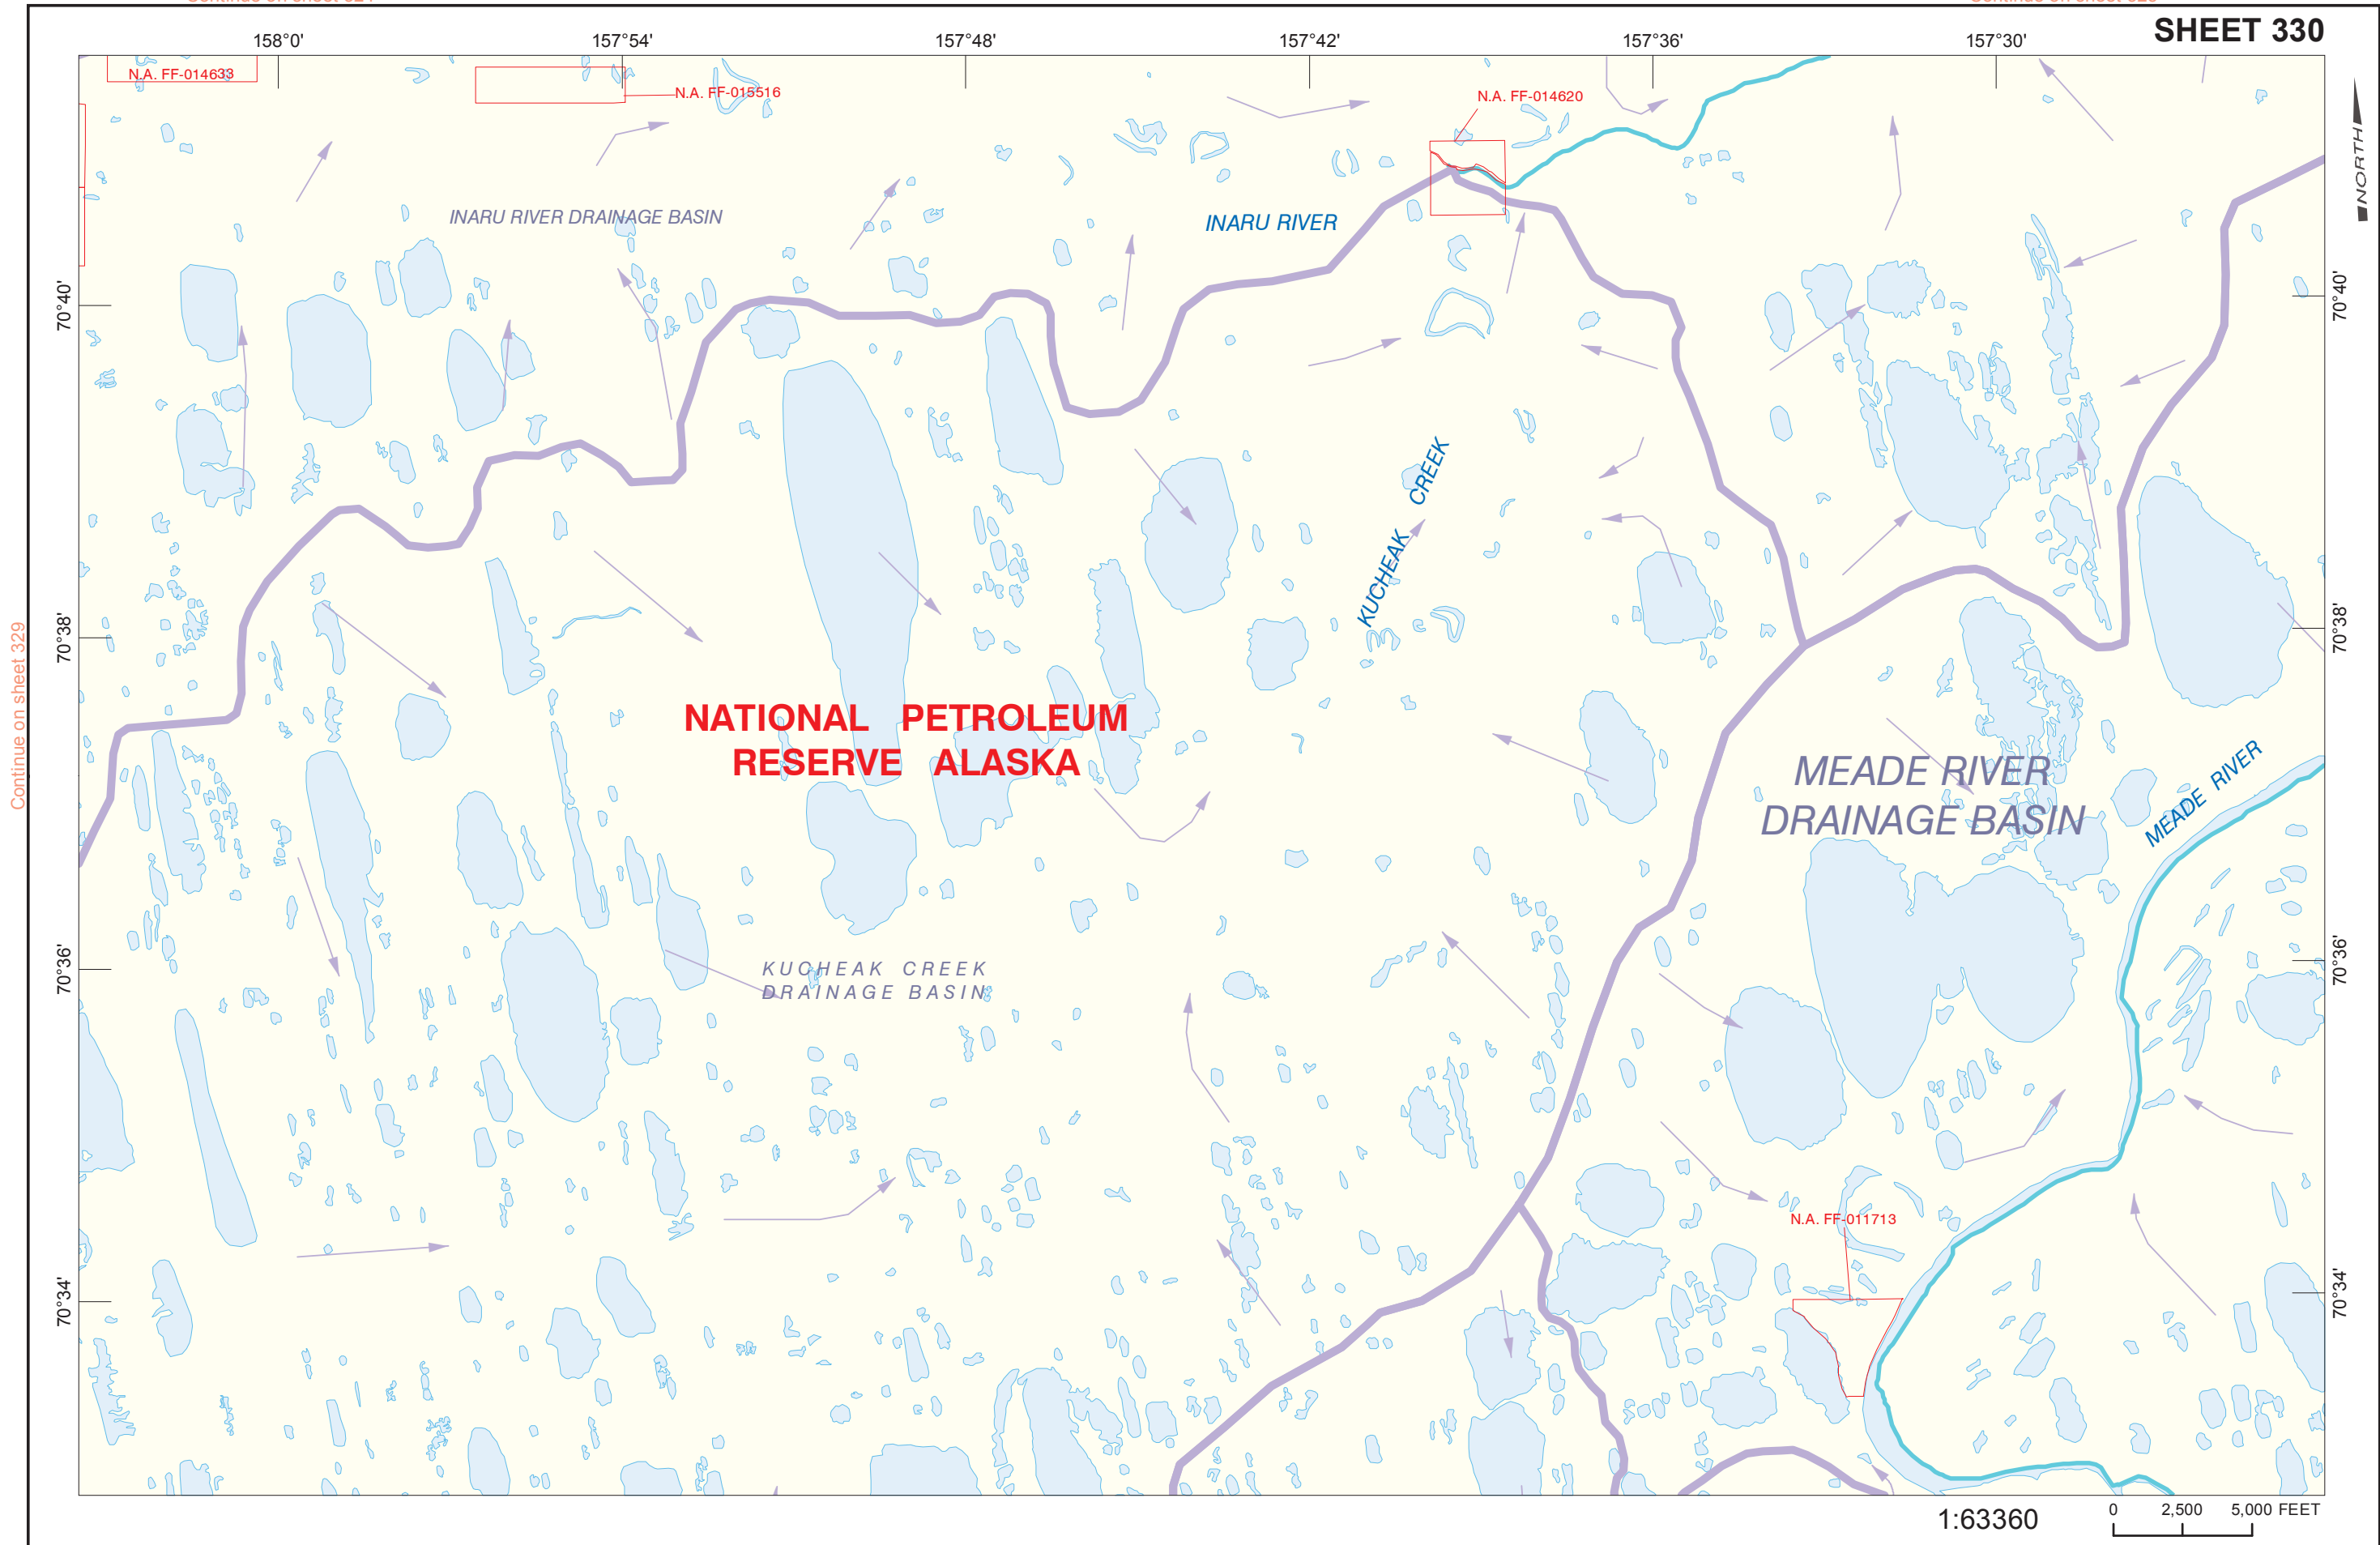 SHEET 330
158°0'
157°54'
157°48'
157°42'
157°36'
157°30'
N.A. FF-014633
N.A. FF-015516
N.A. FF-014620
NORTH
INARU RIVER DRAINAGE BASIN
INARU RIVER
70°40'
70°40'
KUCHEAK CREEK
70°38'
70°38'
Continue on sheet 329
NATIONAL PETROLEUM
RESERVE ALASKA
MEADE RIVER
DRAINAGE BASIN
MEADE RIVER
70°36'
70°36'
KUCHEAK CREEK
DRAINAGE BASIN
N.A. FF-011713
70°34'
70°34'
1:63360
0 2,500 5,000 FEET